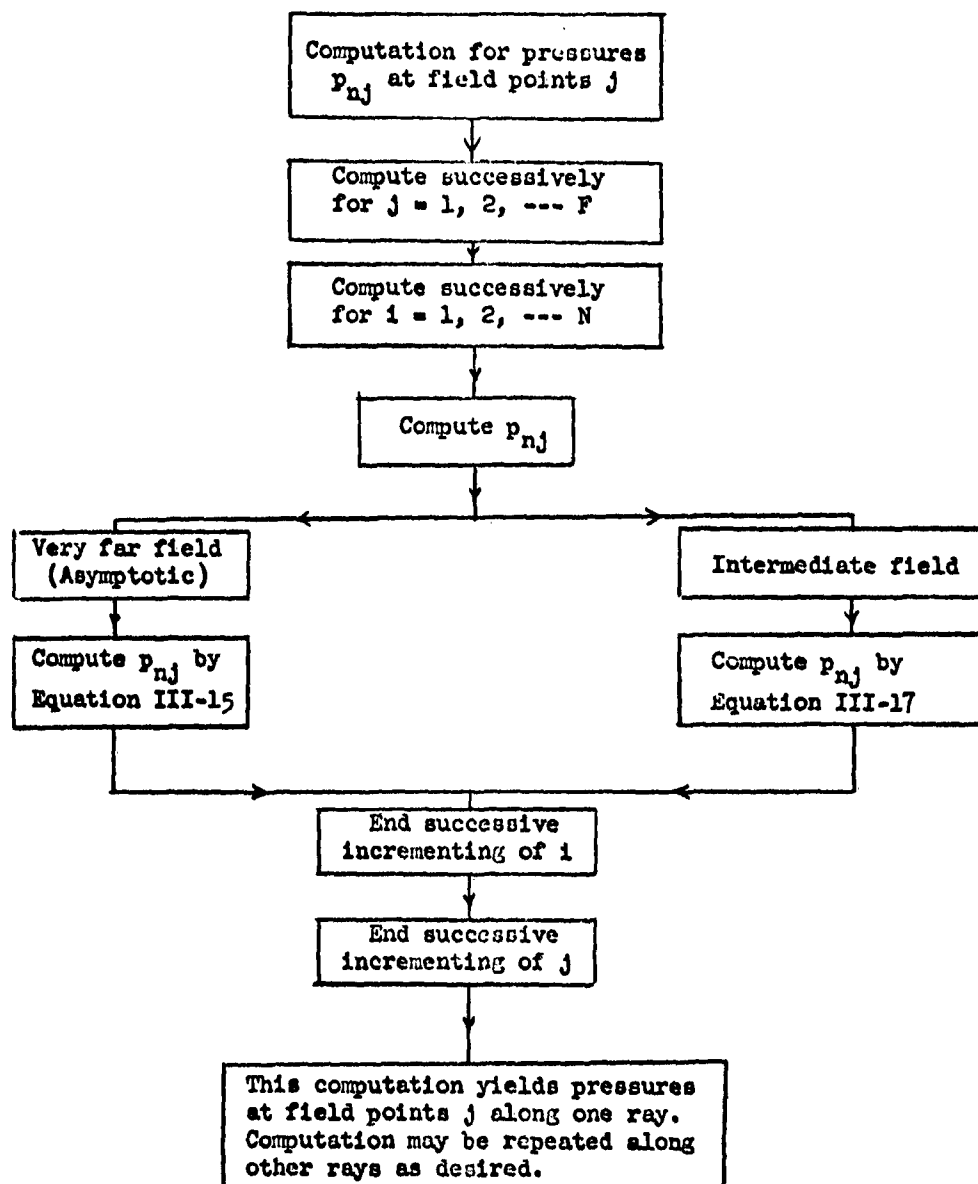 Computation for pressures
p_nj at field points j
Compute successively
for j = 1, 2, --- F
Compute successively
for i = 1, 2, --- N
Compute p_nj
Very far field
(Asymptotic)
Intermediate field
Compute p_nj by
Equation III-15
Compute p_nj by
Equation III-17
End successive
incrementing of i
End successive
incrementing of j
This computation yields pressures
at field points j along one ray.
Computation may be repeated along
other rays as desired.